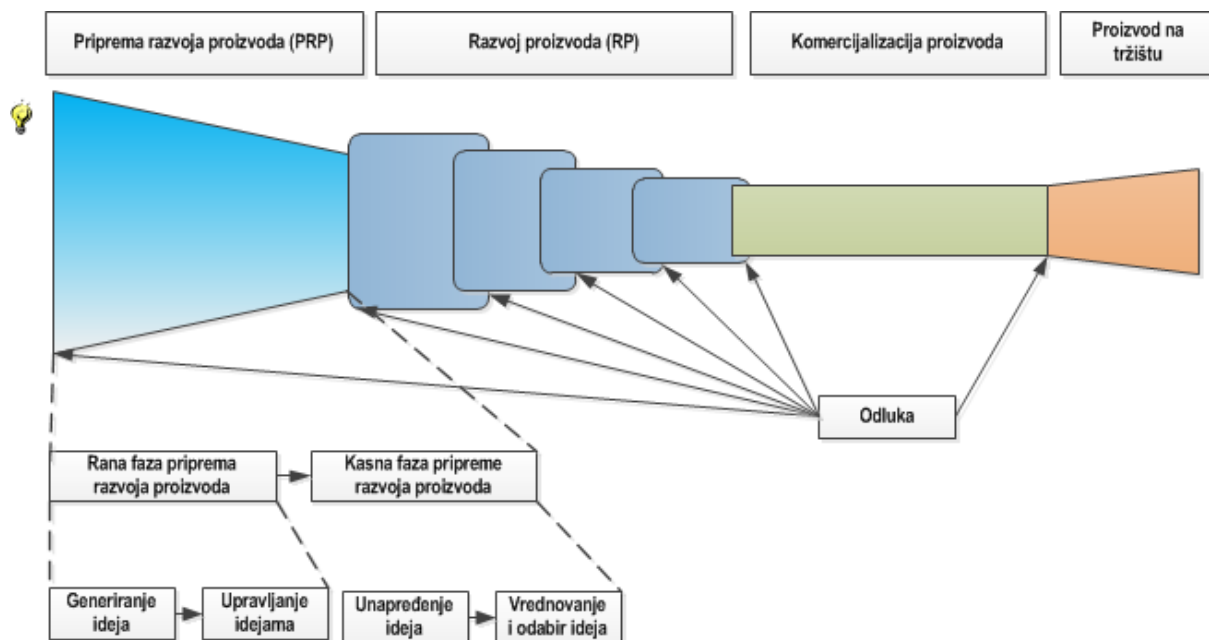 Priprema razvoja proizvoda (PRP)
Razvoj proizvoda (RP)
Komercijalizacija proizvoda
Proizvod na
tržištu
Odluka
Rana faza priprema
razvoja proizvoda
Kasna faza pripreme
razvoja proizvoda
Generiranje
ideja
Upravljanje
idejama
Unapređenje
ideja
Vrednovanje
i odabir ideja